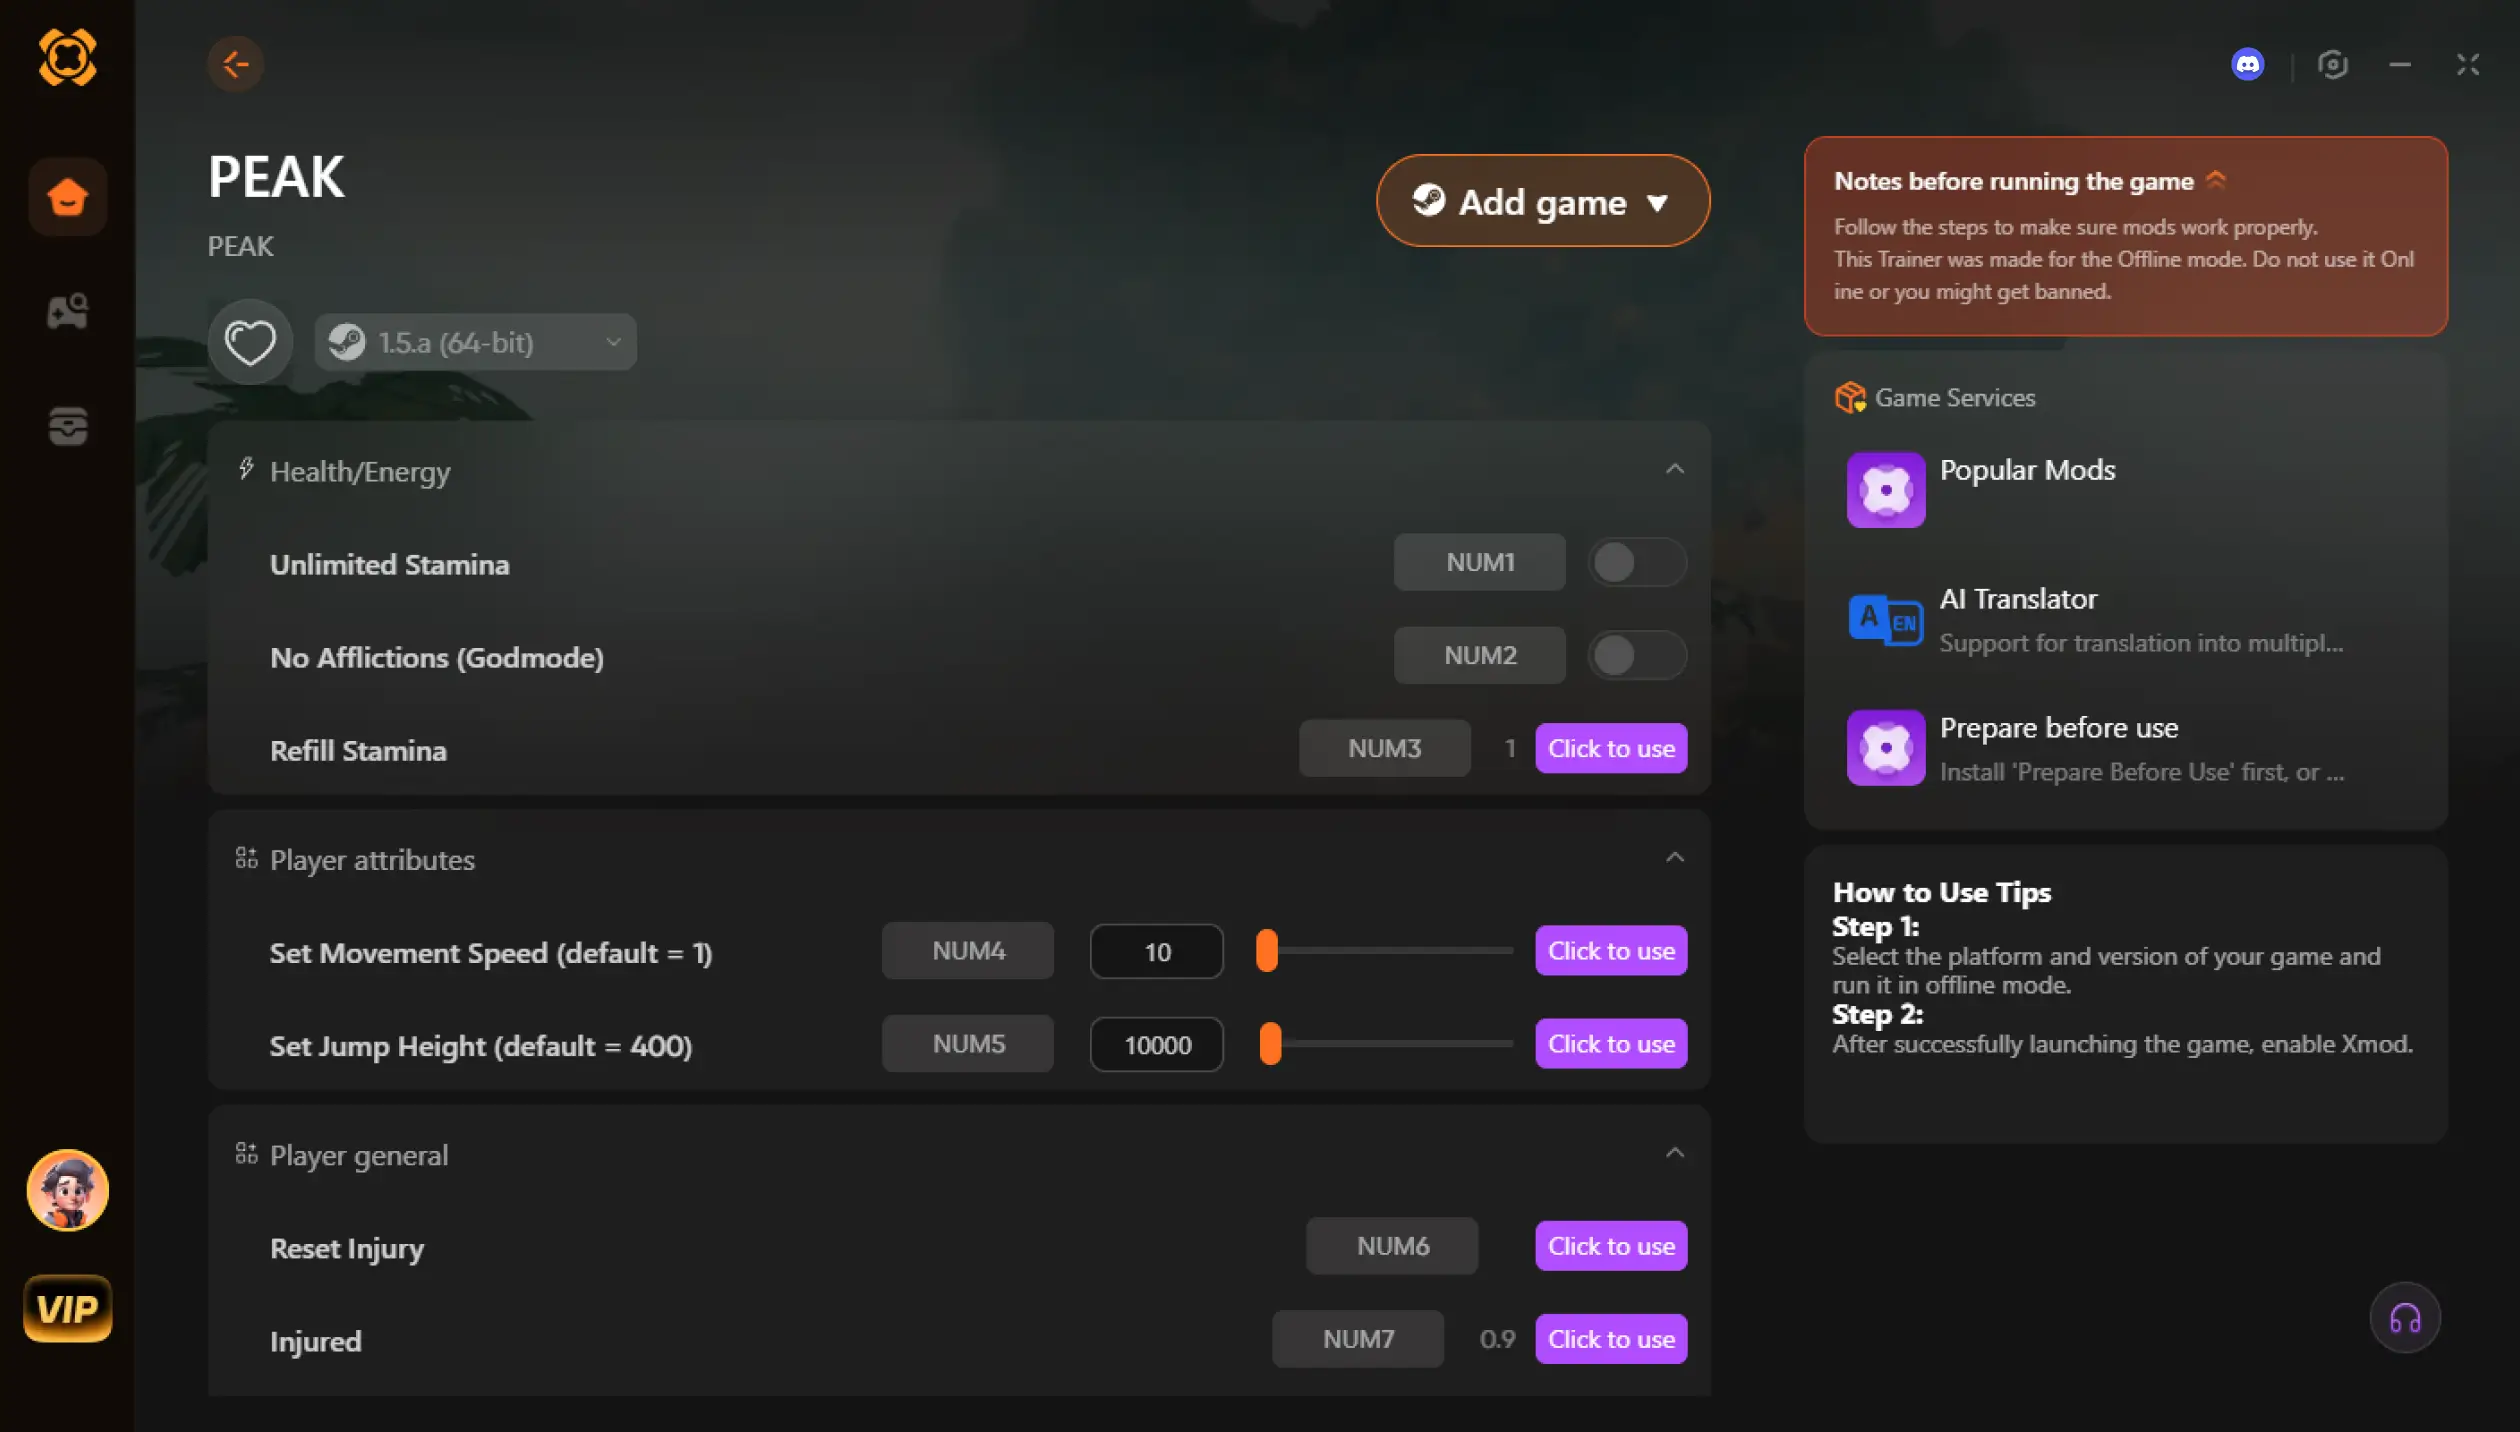 PEAK
PEAK
Add game
1.5.a (64-bit)
Health/Energy
Unlimited Stamina
NUM1
No Afflictions (Godmode)
NUM2
Refill Stamina
NUM3
1
Click to use
Player attributes
Set Movement Speed (default = 1)
NUM4
10
Click to use
Set Jump Height (default = 400)
NUM5
10000
Click to use
Player general
Reset Injury
NUM6
Click to use
Injured
NUM7
0.9
Click to use
VIP
Notes before running the game
Follow the steps to make sure mods work properly.
This Trainer was made for the Offline mode. Do not use it Onl
ine or you might get banned.
Game Services
Popular Mods
A EN
AI Translator
Support for translation into multipl...
Prepare before use
Install 'Prepare Before Use' first, or ...
How to Use Tips
Step 1:
Select the platform and version of your game and
run it in offline mode.
Step 2:
After successfully launching the game, enable Xmod.